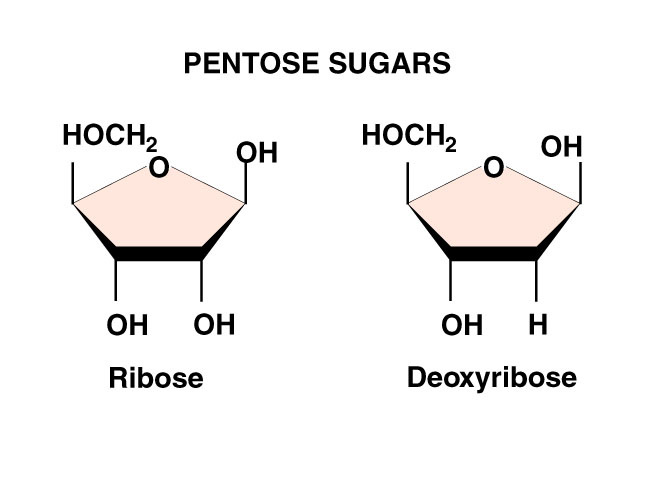 PENTOSE SUGARS
HOCH2
O
OH
OH
OH
Ribose
HOCH2
O
OH
OH
H
Deoxyribose